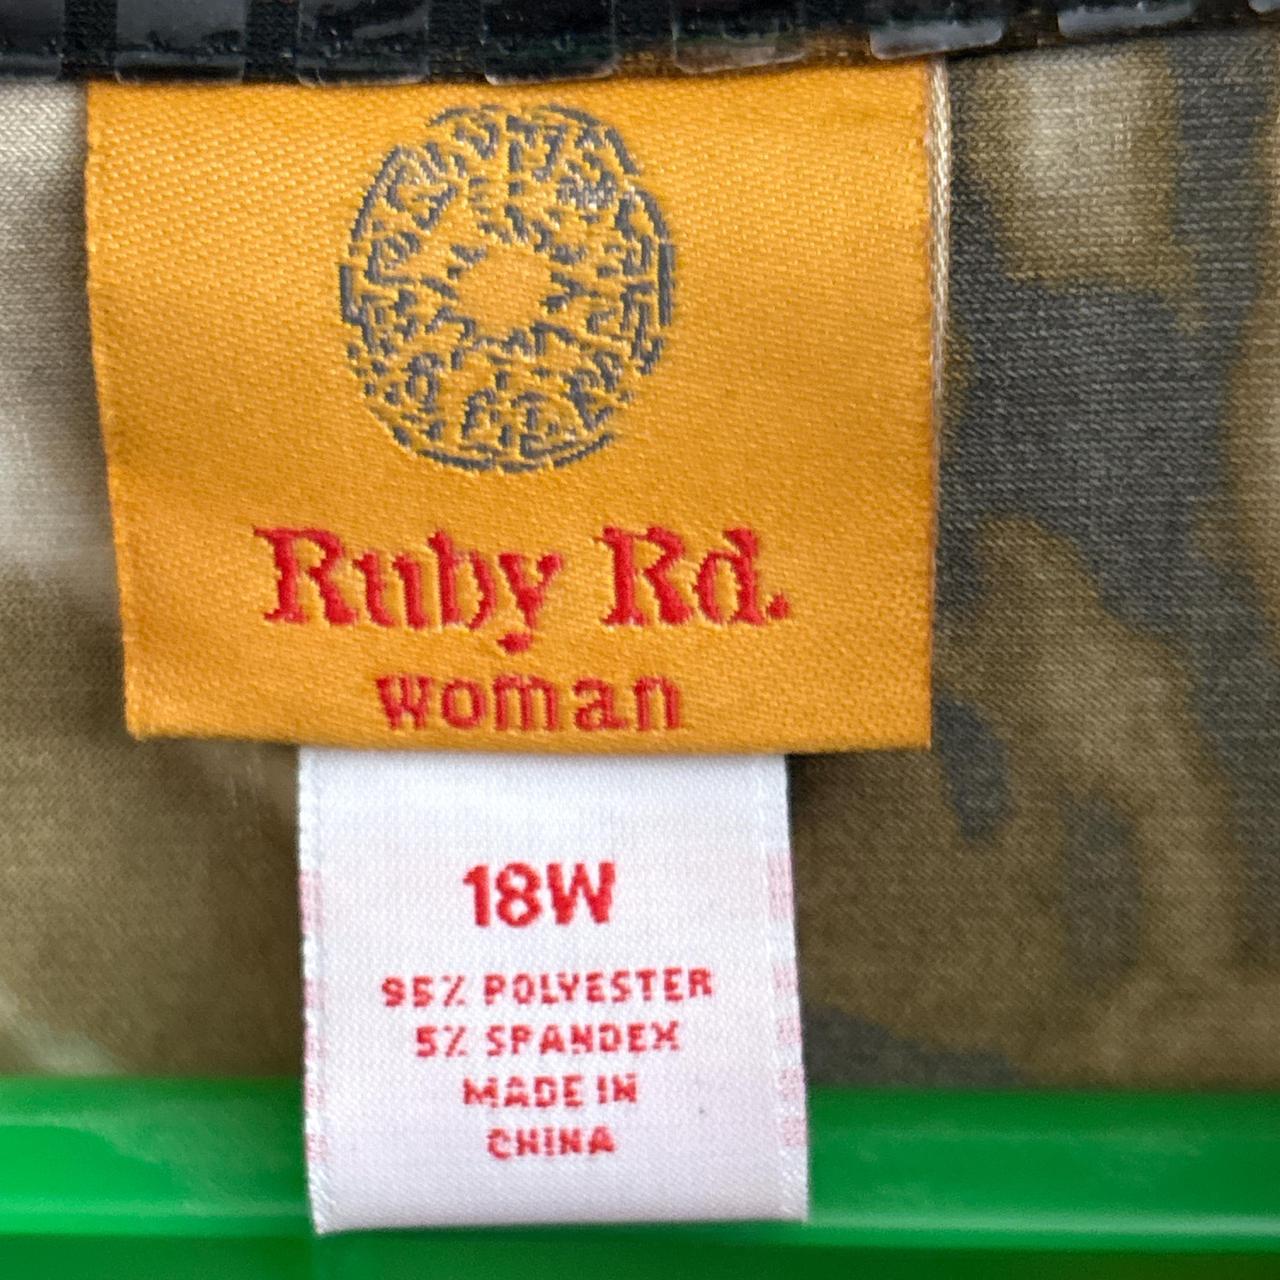 Ruby Rd.
woman
18W
95% POLYESTER
5% SPANDEX
MADE IN
CHINA